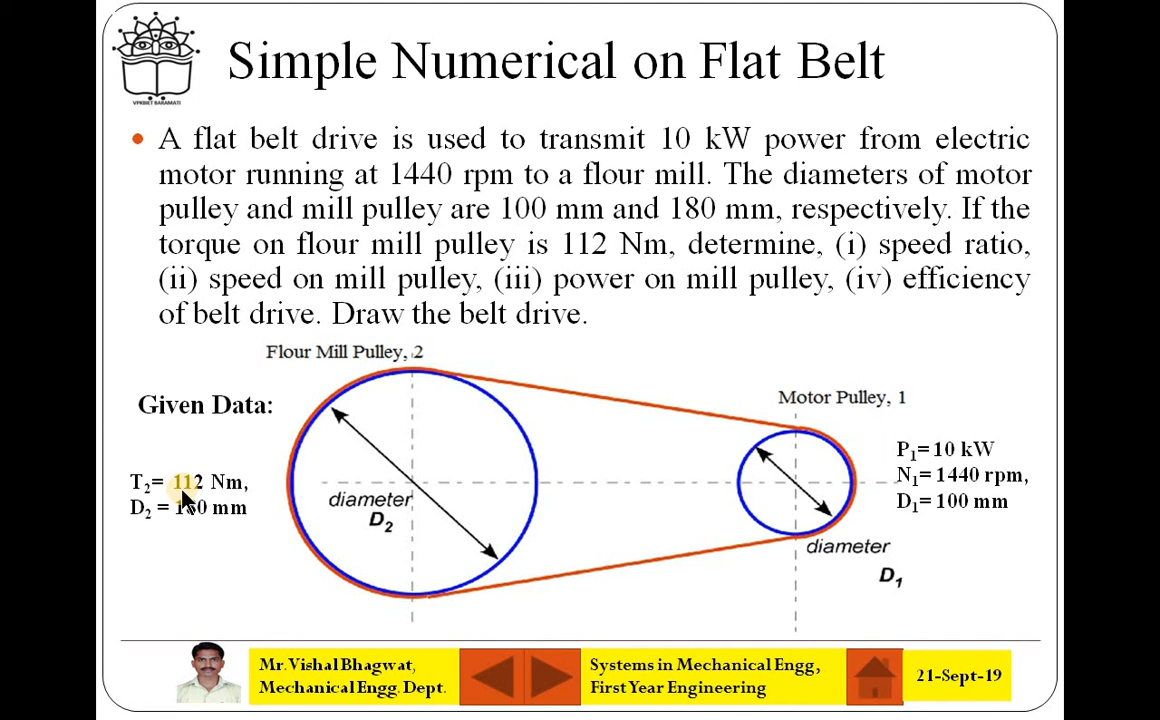 Simple Numerical on Flat Belt
VPKBIET BARAMATI
• A flat belt drive is used to transmit 10 kW power from electric
motor running at 1440 rpm to a flour mill. The diameters of motor
pulley and mill pulley are 100 mm and 180 mm, respectively. If the
torque on flour mill pulley is 112 Nm, determine, (i) speed ratio,
(ii) speed on mill pulley, (iii) power on mill pulley, (iv) efficiency
of belt drive. Draw the belt drive.
Flour Mill Pulley, 2
Motor Pulley, 1
Given Data:
T₂= 112 Nm,
D₂ = 180 mm
diameter
D₂
P₁= 10 kW
N₁= 1440 rpm,
D₁= 100 mm
diameter
D₁
Mr. Vishal Bhagwat,
Mechanical Engg. Dept.
Systems in Mechanical Engg,
First Year Engineering
21-Sept-19